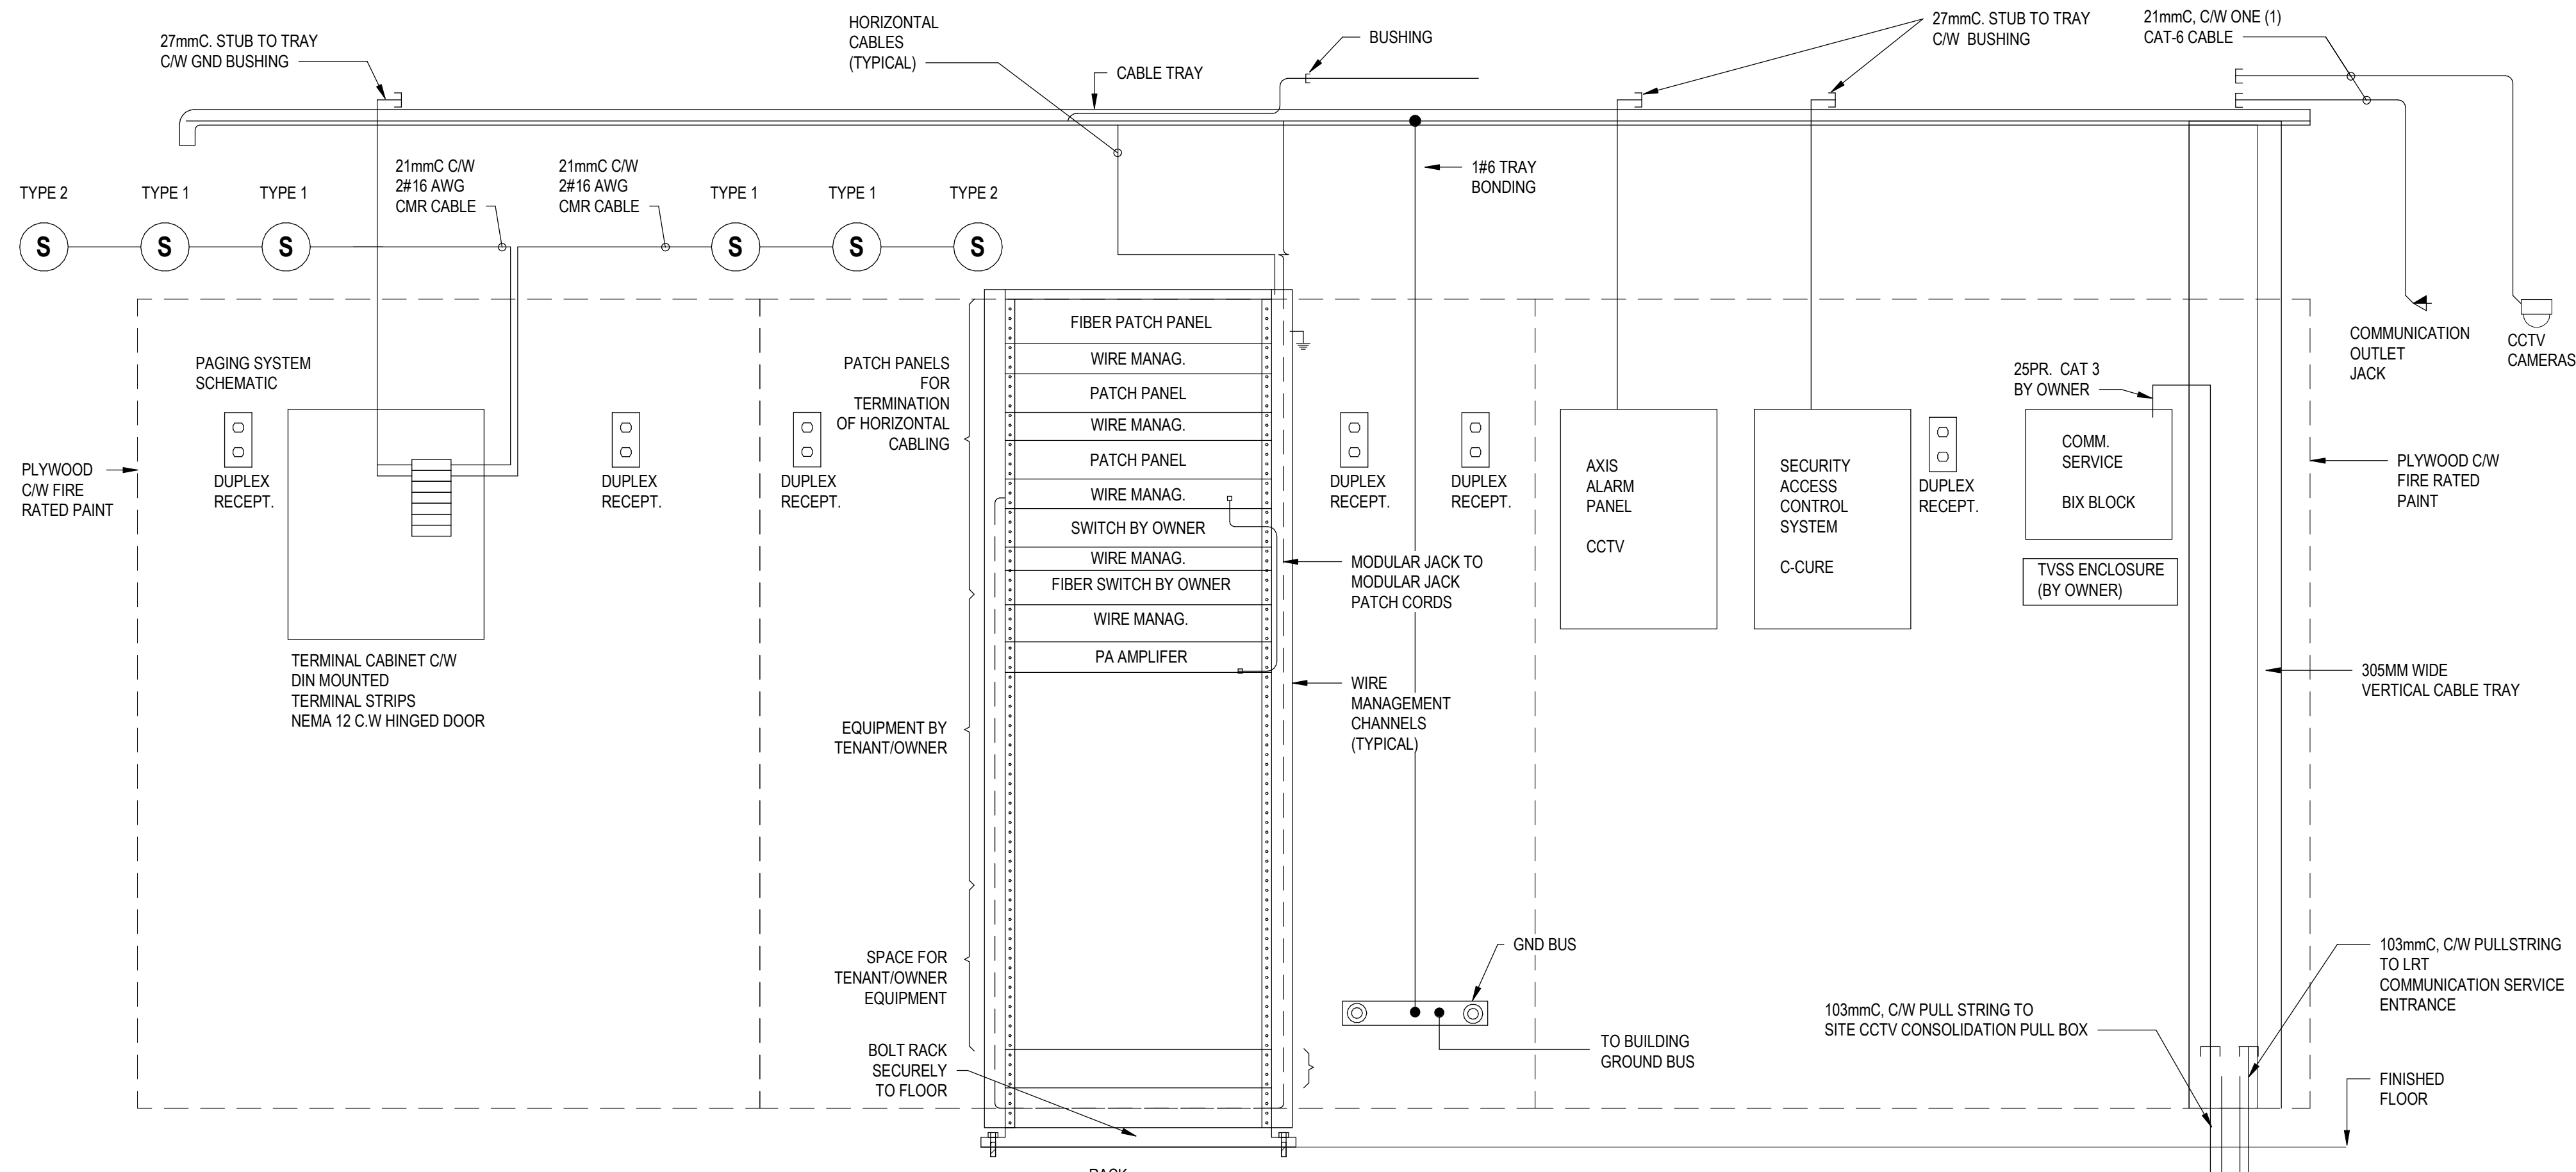 27mmC. STUB TO TRAY
C/W GND BUSHING
HORIZONTAL
CABLES
(TYPICAL)
CABLE TRAY
BUSHING
27mmC. STUB TO TRAY
C/W  BUSHING
21mmC, C/W ONE (1)
CAT-6 CABLE
TYPE 2
TYPE 1
TYPE 1
21mmC C/W
2#16 AWG
CMR CABLE
21mmC C/W
2#16 AWG
CMR CABLE
TYPE 1
TYPE 1
TYPE 2
S
S
S
S
S
S
1#6 TRAY
BONDING
COMMUNICATION
OUTLET
JACK
CCTV
CAMERAS
PAGING SYSTEM
SCHEMATIC
PLYWOOD
C/W FIRE
RATED PAINT
DUPLEX
RECEPT.
DUPLEX
RECEPT.
DUPLEX
RECEPT.
TERMINAL CABINET C/W
DIN MOUNTED
TERMINAL STRIPS
NEMA 12 C.W HINGED DOOR
PATCH PANELS
FOR
TERMINATION
OF HORIZONTAL
CABLING
EQUIPMENT BY
TENANT/OWNER
SPACE FOR
TENANT/OWNER
EQUIPMENT
BOLT RACK
SECURELY
TO FLOOR
FIBER PATCH PANEL
WIRE MANAG.
PATCH PANEL
WIRE MANAG.
PATCH PANEL
WIRE MANAG.
SWITCH BY OWNER
WIRE MANAG.
FIBER SWITCH BY OWNER
WIRE MANAG.
PA AMPLIFER
DUPLEX
RECEPT.
DUPLEX
RECEPT.
MODULAR JACK TO
MODULAR JACK
PATCH CORDS
WIRE
MANAGEMENT
CHANNELS
(TYPICAL)
GND BUS
TO BUILDING
GROUND BUS
AXIS
ALARM
PANEL
CCTV
SECURITY
ACCESS
CONTROL
SYSTEM
C-CURE
DUPLEX
RECEPT.
25PR.  CAT 3
BY OWNER
COMM.
SERVICE
BIX BLOCK
TVSS ENCLOSURE
(BY OWNER)
PLYWOOD C/W
FIRE RATED
PAINT
305MM WIDE
VERTICAL CABLE TRAY
103mmC, C/W PULLSTRING
TO LRT
COMMUNICATION SERVICE
ENTRANCE
103mmC, C/W PULL STRING TO
SITE CCTV CONSOLIDATION PULL BOX
FINISHED
FLOOR
RACK